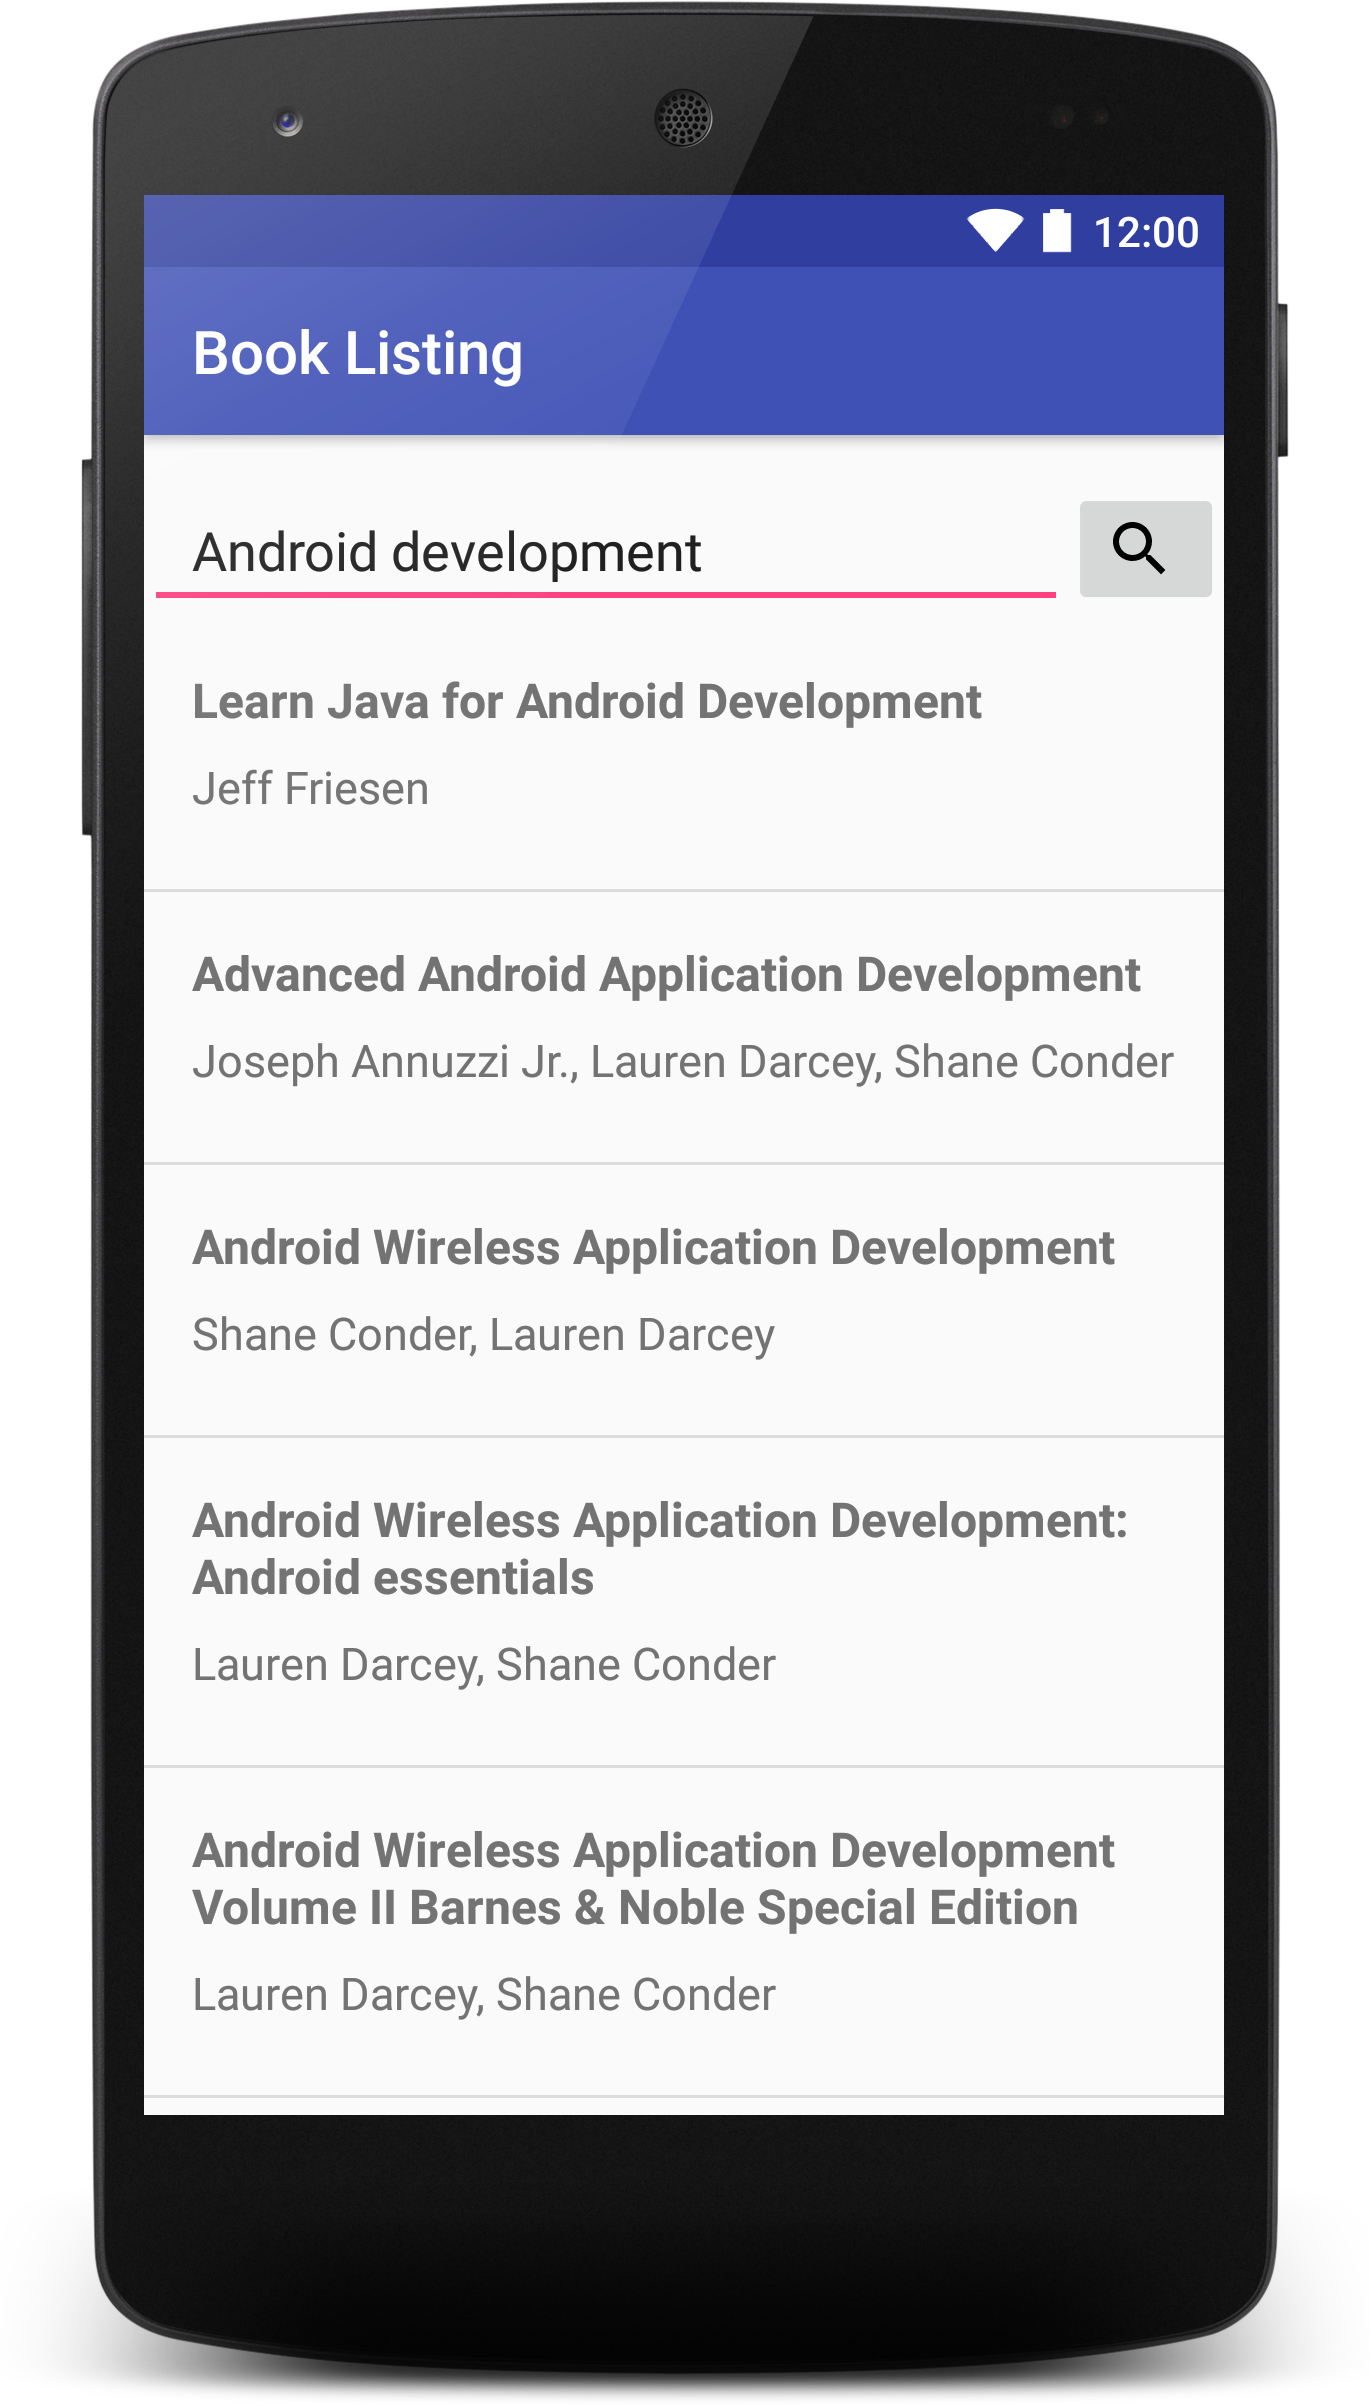 12:00
Book Listing
Android development
Learn Java for Android Development
Jeff Friesen
Advanced Android Application Development
Joseph Annuzzi Jr., Lauren Darcey, Shane Conder
Android Wireless Application Development
Shane Conder, Lauren Darcey
Android Wireless Application Development:
Android essentials
Lauren Darcey, Shane Conder
Android Wireless Application Development
Volume II Barnes & Noble Special Edition
Lauren Darcey, Shane Conder